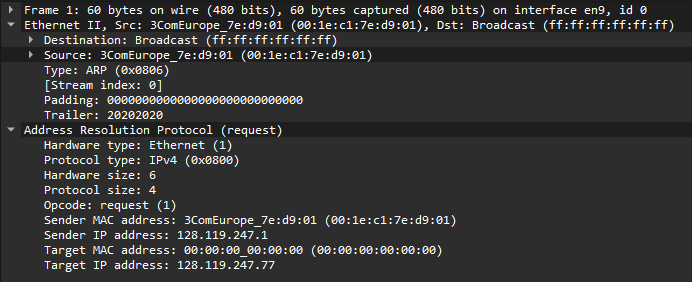 Frame 1: 60 bytes on wire (480 bits), 60 bytes captured (480 bits) on interface en9, id 0
Ethernet II, Src: 3ComEurope_7e:d9:01 (00:1e:c1:7e:d9:01), Dst: Broadcast (ff:ff:ff:ff:ff:ff)
Destination: Broadcast (ff:ff:ff:ff:ff:ff)
Source: 3ComEurope_7e:d9:01 (00:1e:c1:7e:d9:01)
Type: ARP (0x0806)
[Stream index: 0]
Padding: 0000000000000000000000000000
Trailer: 20202020
Address Resolution Protocol (request)
Hardware type: Ethernet (1)
Protocol type: IPv4 (0x0800)
Hardware size: 6
Protocol size: 4
Opcode: request (1)
Sender MAC address: 3ComEurope_7e:d9:01 (00:1e:c1:7e:d9:01)
Sender IP address: 128.119.247.1
Target MAC address: 00:00:00_00:00:00 (00:00:00:00:00:00)
Target IP address: 128.119.247.77